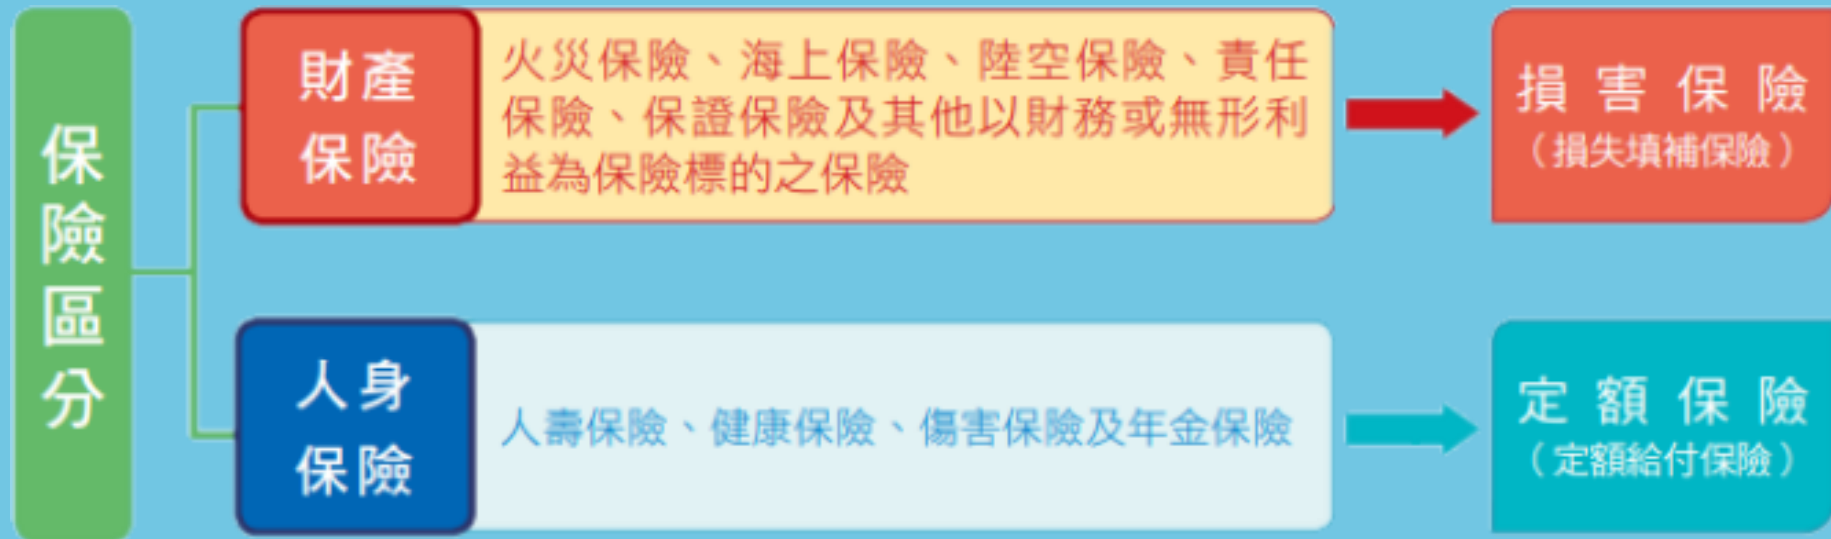 保險區分
財產
保險
火災保險、海上保險、陸空保險、責任
保險、保證保險及其他以財務或無形利
益為保險標的之保險
損害保險
（損失填補保險）
人身
保險
人壽保險、健康保險、傷害保險及年金保險
定額保險
（定額給付保險）